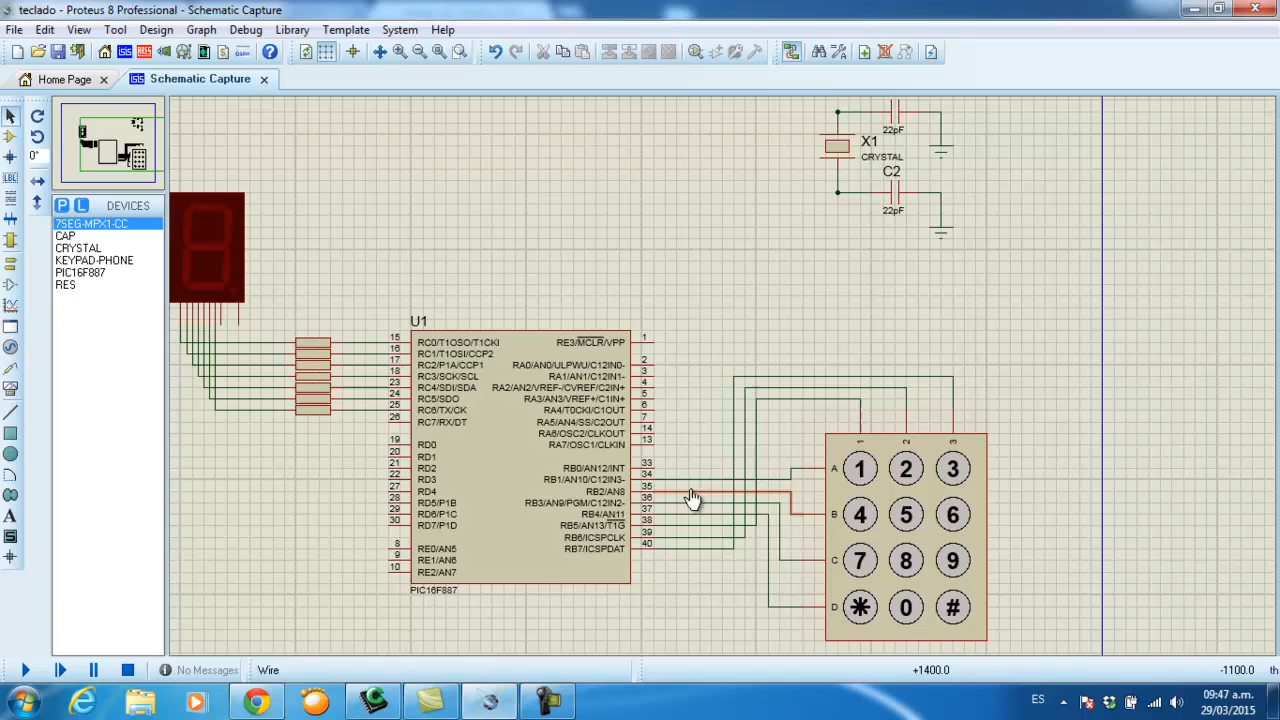 teclado - Proteus 8 Professional - Schematic Capture
File Edit View Tool Design Graph Debug Library Template System Help
Home Page
Schematic Capture
0°
P L DEVICES
7SEG-MPX1-CC
CAP
CRYSTAL
KEYPAD-PHONE
PIC16F887
RES
LBL
A
S
22pF
X1
CRYSTAL
C2
22pF
U1
15 RC0/T1OSO/T1CKI
16 RC1/T1OSI/CCP2
17 RC2/P1A/CCP1
18 RC3/SCK/SCL
23 RC4/SDI/SDA
24 RC5/SDO
25 RC6/TX/CK
26 RC7/RX/DT
19 RD0
20 RD1
21 RD2
22 RD3
27 RD4
28 RD5/P1B
29 RD6/P1C
30 RD7/P1D
8 RE0/AN5
9 RE1/AN6
10 RE2/AN7
RE3/MCLR/VPP 1
RA0/AN0/ULPWU/C12IN0- 2
RA1/AN1/C12IN1- 3
RA2/AN2/VREF-/CVREF/C2IN+ 4
RA3/AN3/VREF+/C1IN+ 5
RA4/T0CKI/C1OUT 6
RA5/AN4/SS/C2OUT 7
RA6/OSC2/CLKOUT 14
RA7/OSC1/CLKIN 13
RB0/AN12/INT 33
RB1/AN10/C12IN3- 34
RB2/AN8 35
RB3/AN9/PGM/C12IN2- 36
RB4/AN11 37
RB5/AN13/T1G 38
RB6/ICSPCLK 39
RB7/ICSPDAT 40
PIC16F887
1 2 3
A 1 2 3
B 4 5 6
C 7 8 9
D * 0 #
No Messages Wire +1400.0 -1100.0 th
ES 09:47 a.m.
29/03/2015